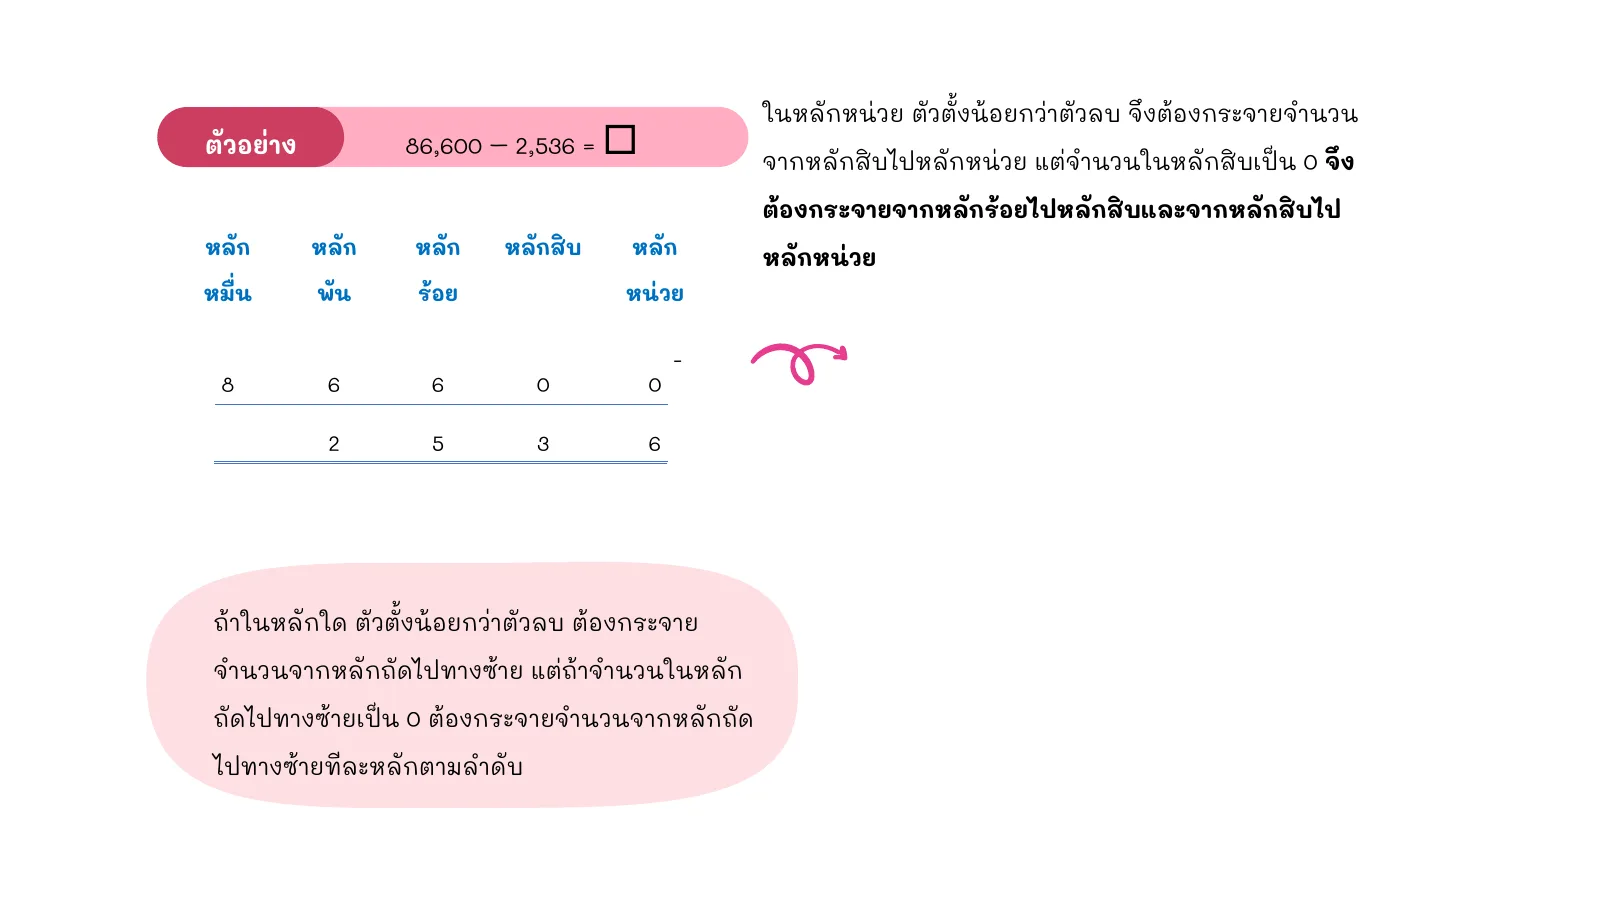 ตัวอย่าง 86,600 – 2,536 = □
ในหลักหน่วย ตัวตั้งน้อยกว่าตัวลบ จึงต้องกระจายจำนวน
จากหลักสิบไปหลักหน่วย แต่จำนวนในหลักสิบเป็น 0 จึง
ต้องกระจายจากหลักร้อยไปหลักสิบและจากหลักสิบไป
หลักหน่วย
หลัก หลัก หลัก หลักสิบ หลัก
หมื่น พัน ร้อย หน่วย
-
8 6 6 0 0
2 5 3 6
ถ้าในหลักใด ตัวตั้งน้อยกว่าตัวลบ ต้องกระจาย
จำนวนจากหลักถัดไปทางซ้าย แต่ถ้าจำนวนในหลัก
ถัดไปทางซ้ายเป็น 0 ต้องกระจายจำนวนจากหลักถัด
ไปทางซ้ายทีละหลักตามลำดับ